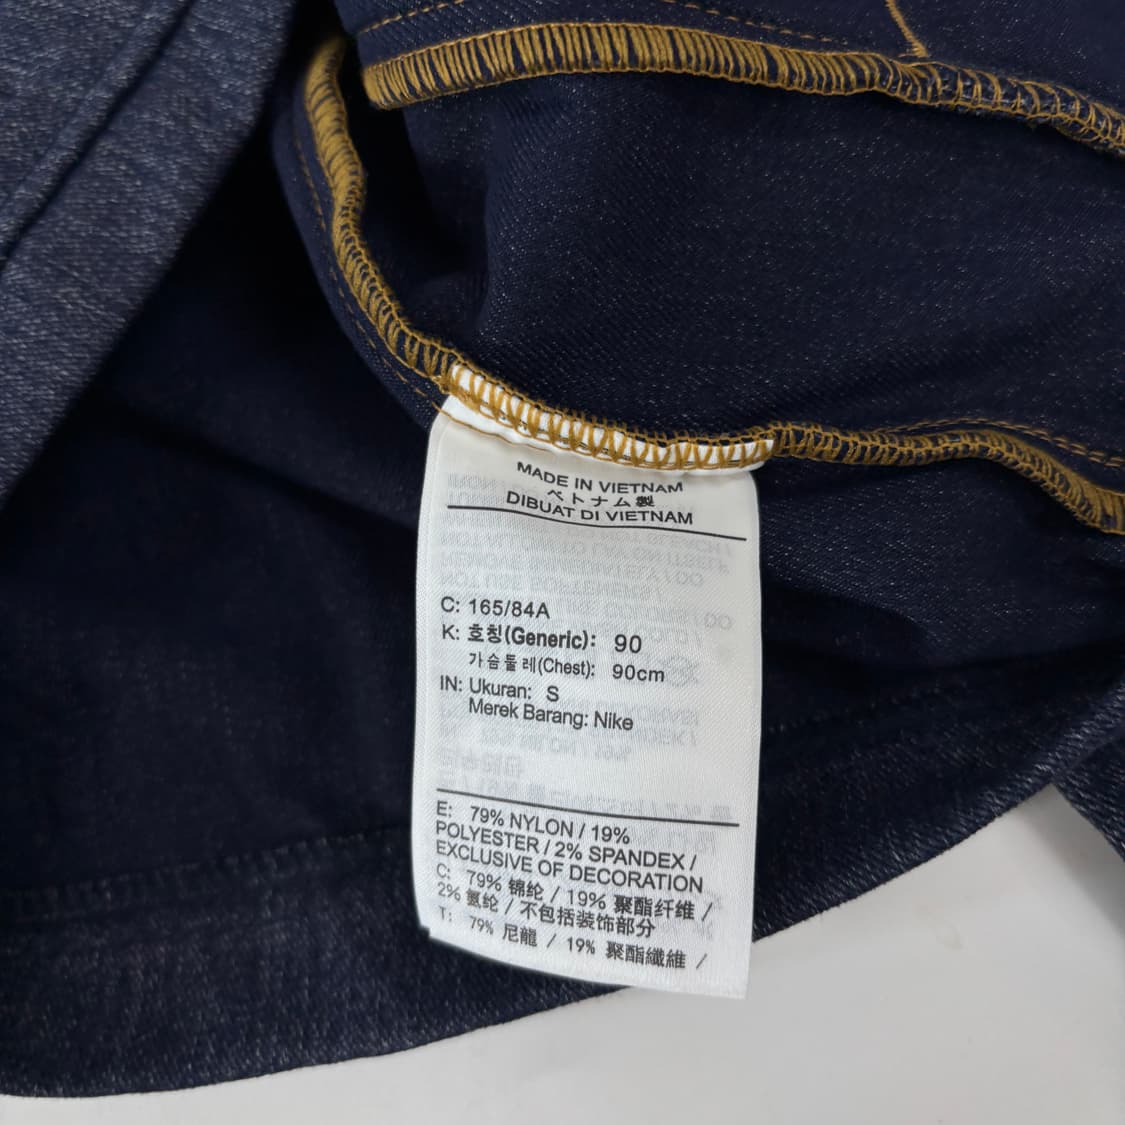 MADE IN VIETNAM
ベトナム製
DIBUAT DI VIETNAM
C: 165/84A
K: 호칭(Generic): 90
가슴둘레(Chest): 90cm
IN: Ukuran: S
Merek Barang: Nike
E: 79% NYLON / 19%
POLYESTER / 2% SPANDEX /
EXCLUSIVE OF DECORATION
C: 79% 锦纶 / 19% 聚酯纤维 /
2% 氨纶 / 不包括装饰部分
T: 79% 尼龍 / 19% 聚酯纖維 /